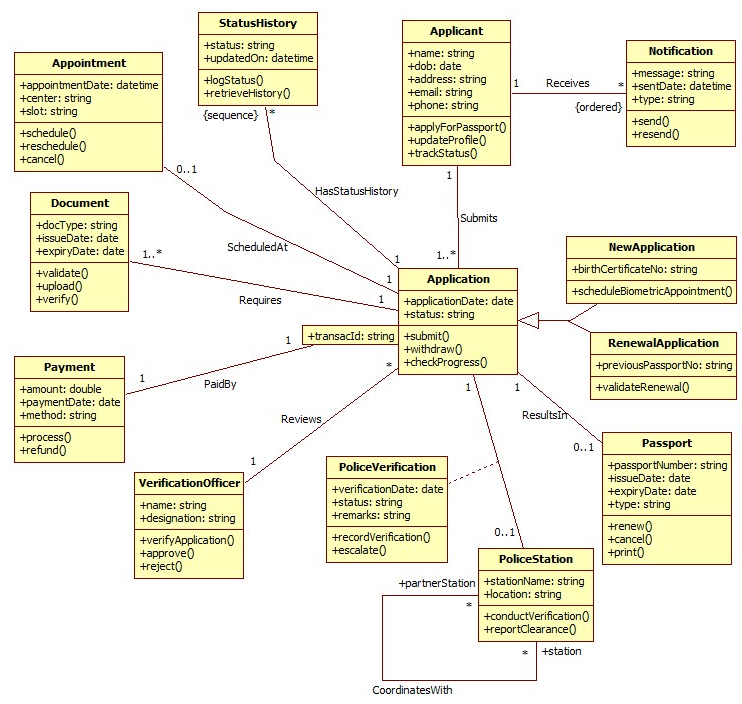 StatusHistory
+status: string
+updatedOn: datetime
+logStatus()
+retrieveHistory()
{sequence}
*
Applicant
+name: string
+dob: date
+address: string
+email: string
+phone: string
+applyForPassport()
+updateProfile()
+trackStatus()
1
Receives
*
{ordered}
Notification
+message: string
+sentDate: datetime
+type: string
+send()
+resend()
Appointment
+appointmentDate: datetime
+center: string
+slot: string
+schedule()
+reschedule()
+cancel()
0..1
ScheduledAt
1
HasStatusHistory
1
1
Submits
1..*
Document
+docType: string
+issueDate: date
+expiryDate: date
+validate()
+upload()
+verify()
1..*
Requires
1
Application
+applicationDate: date
+status: string
+submit()
+withdraw()
+checkProgress()
NewApplication
+birthCertificateNo: string
+scheduleBiometricAppointment()
RenewalApplication
+previousPassportNo: string
+validateRenewal()
+transacId: string
1
PaidBy
1
Payment
+amount: double
+paymentDate: date
+method: string
+process()
+refund()
*
Reviews
1
VerificationOfficer
+name: string
+designation: string
+verifyApplication()
+approve()
+reject()
PoliceVerification
+verificationDate: date
+status: string
+remarks: string
+recordVerification()
+escalate()
1
0..1
1
ResultsIn
0..1
Passport
+passportNumber: string
+issueDate: date
+expiryDate: date
+type: string
+renew()
+cancel()
+print()
PoliceStation
+stationName: string
+location: string
+conductVerification()
+reportClearance()
+partnerStation
*
*
+station
CoordinatesWith